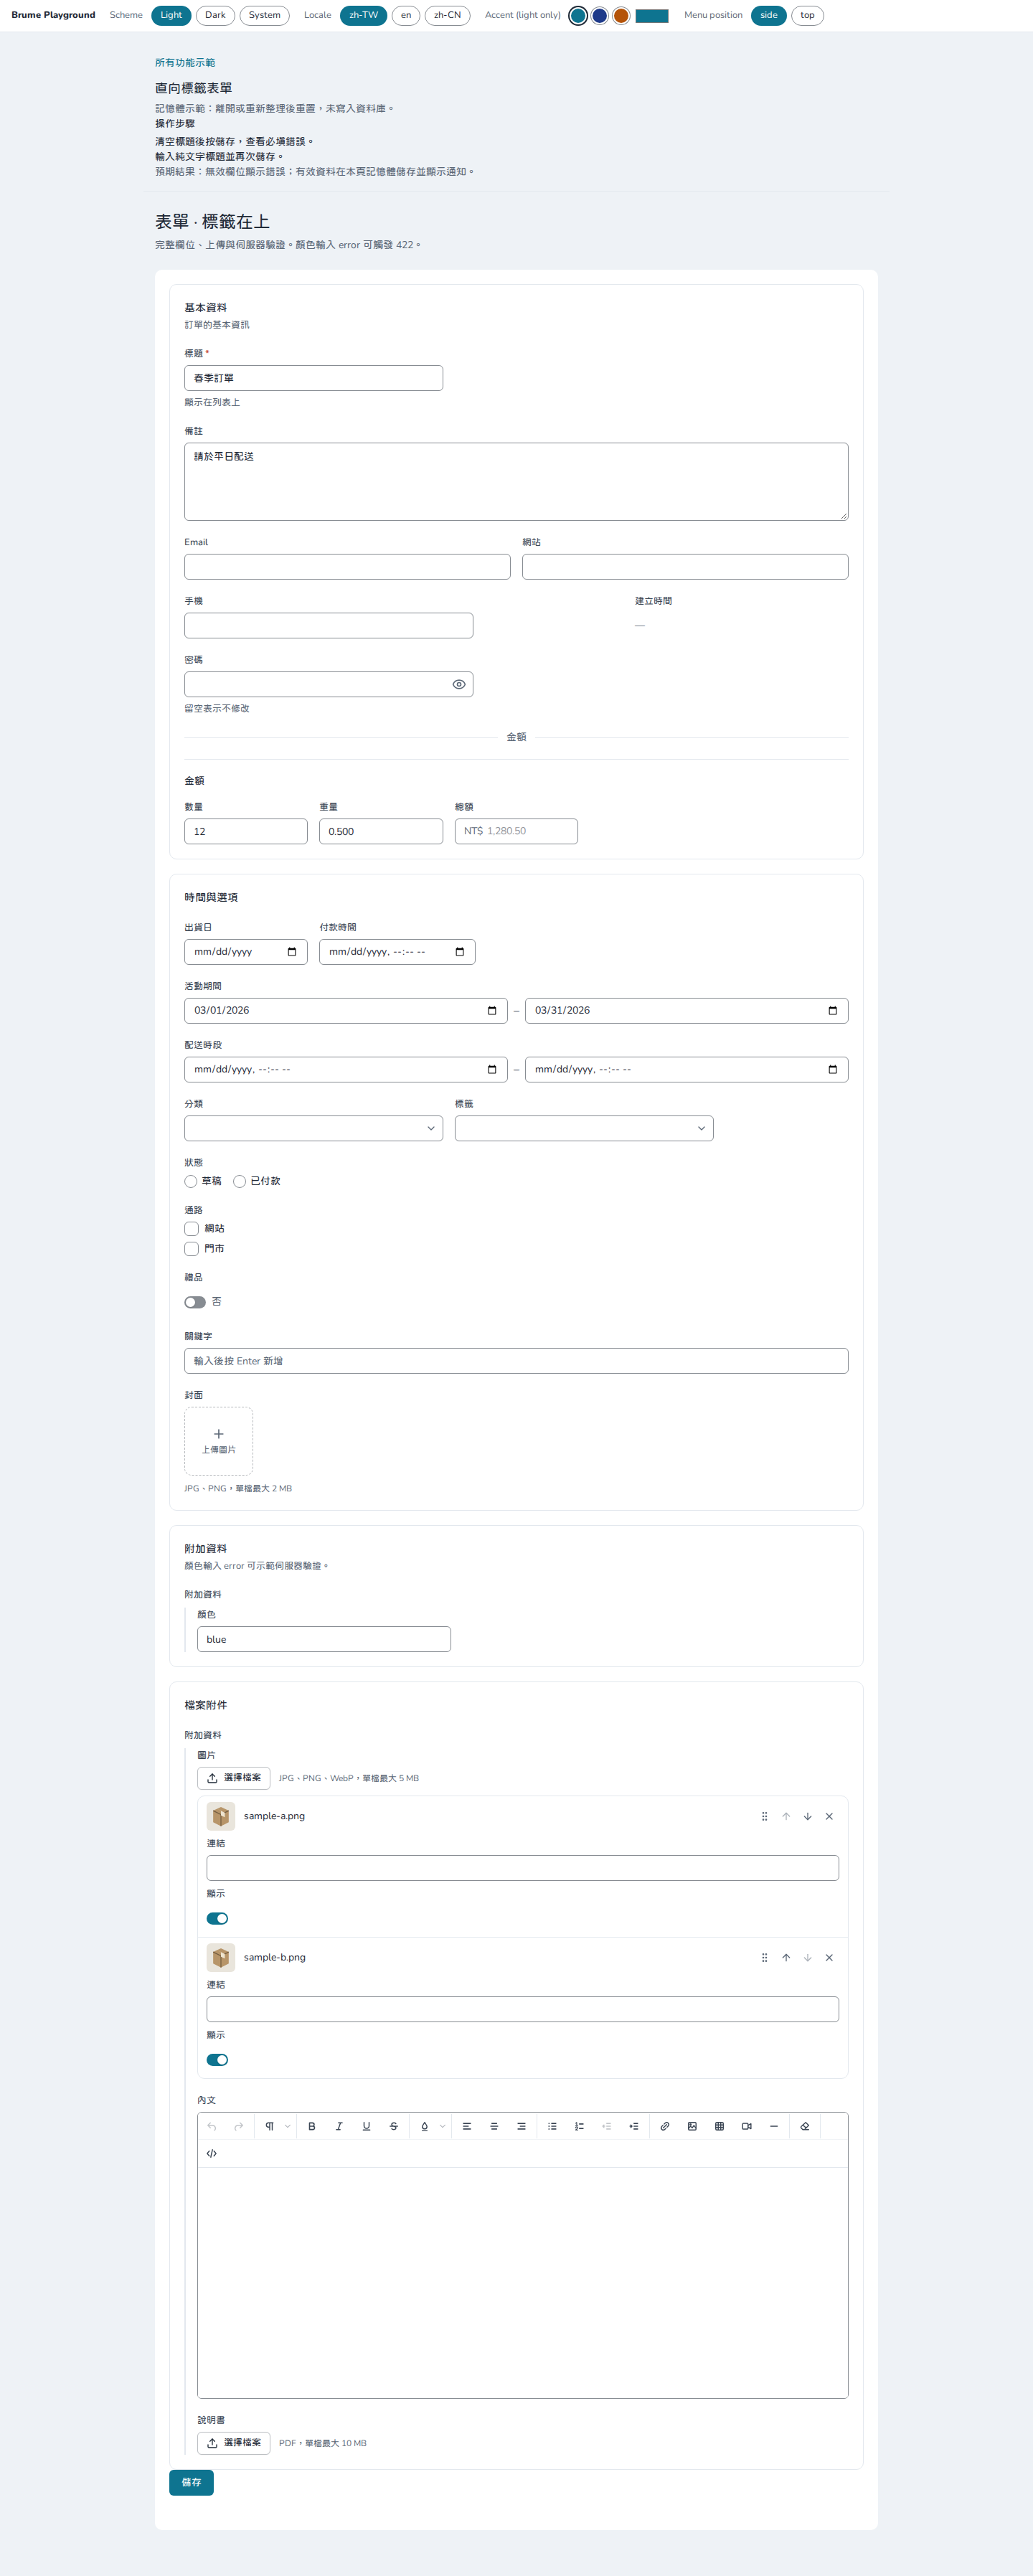 Brume Playground Scheme Light Dark System Locale zh-TW en zh-CN Accent (light only) Menu position side top
所有功能示範
直向標籤表單
記憶體示範：離開或重新整理後重置，未寫入資料庫。
操作步驟
清空標題後按儲存，查看必填錯誤。
輸入純文字標題並再次儲存。
預期結果：無效欄位顯示錯誤；有效資料在本頁記憶體儲存並顯示通知。
表單 · 標籤在上
完整欄位、上傳與伺服器驗證。顏色輸入 error 可觸發 422。
基本資料
訂單的基本資訊
標題 *
春季訂單
顯示在列表上
備註
請於平日配送
Email 網站
手機 建立時間
—
密碼
留空表示不修改
金額
金額
數量 重量 總額
12 0.500 NT$ 1,280.50
時間與選項
出貨日 付款時間
mm/dd/yyyy mm/dd/yyyy, --:-- --
活動期間
03/01/2026 – 03/31/2026
配送時段
mm/dd/yyyy, --:-- -- – mm/dd/yyyy, --:-- --
分類 標籤
狀態
草稿 已付款
通路
網站
門市
禮品
否
關鍵字
輸入後按 Enter 新增
封面
上傳圖片
JPG、PNG，單檔最大 2 MB
附加資料
顏色輸入 error 可示範伺服器驗證。
附加資料
顏色
blue
檔案附件
附加資料
圖片
選擇檔案 JPG、PNG、WebP，單檔最大 5 MB
sample-a.png
連結
顯示
sample-b.png
連結
顯示
內文
說明書
選擇檔案 PDF，單檔最大 10 MB
儲存